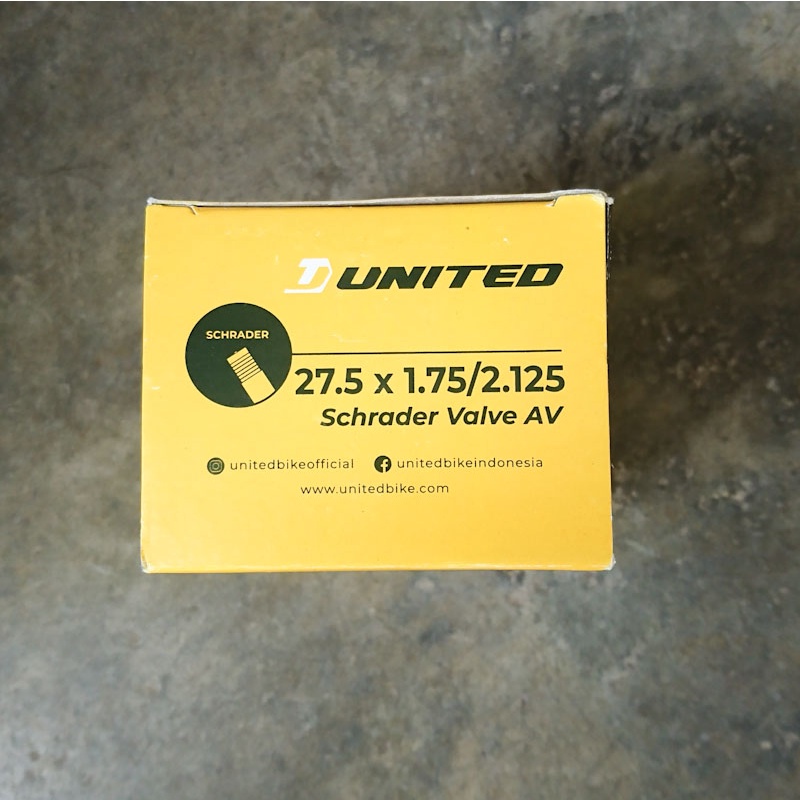 UNITED
SCHRADER
27.5 x 1.75/2.125
Schrader Valve AV
unitedbikeofficial unitedbikeindonesia
www.unitedbike.com